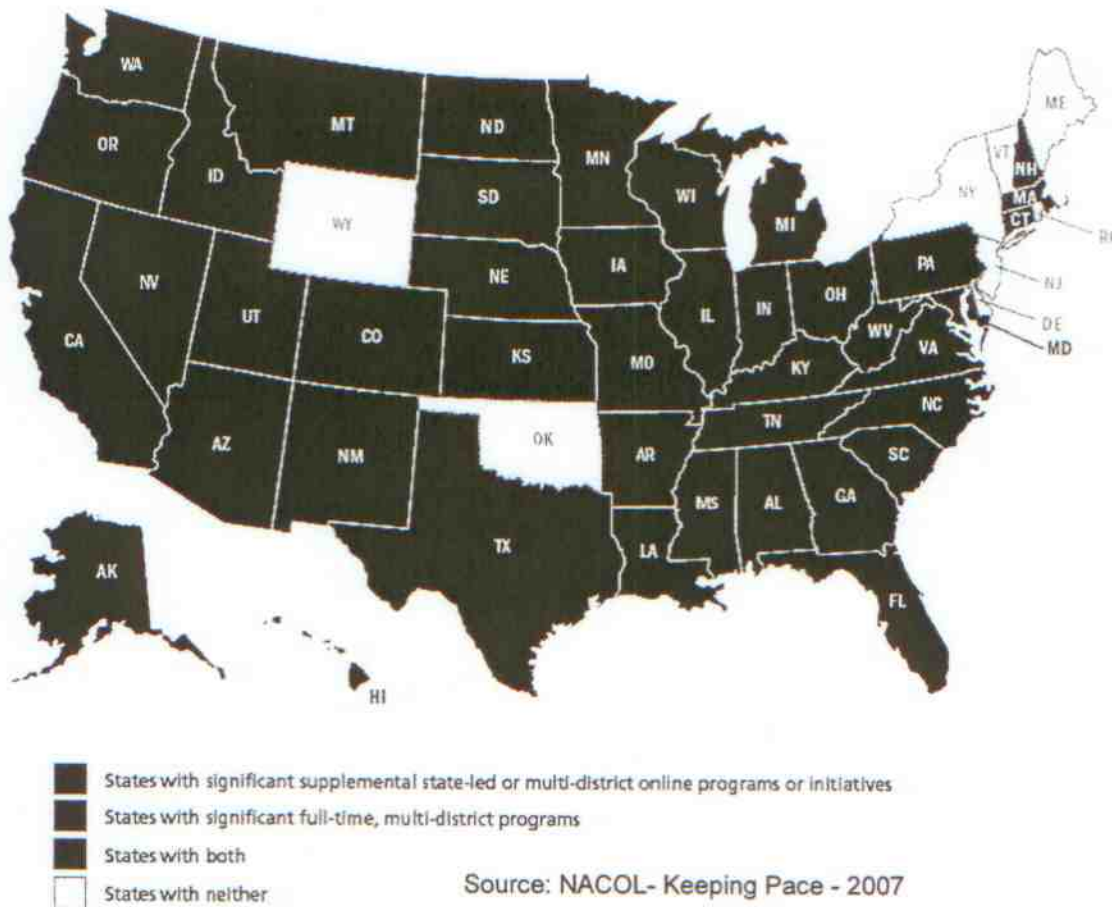 WA
MT
ND
MN
ME
OR
ID
SD
WI
VT
NH
WY
MI
NY
MA
CT
RI
NV
NE
IA
PA
NJ
UT
CO
IL
IN
OH
DE
CA
KS
MO
WV
VA
MD
KY
AZ
NM
OK
AR
TN
NC
SC
MS
AL
GA
TX
LA
AK
FL
HI
States with significant supplemental state-led or multi-district online programs or initiatives
States with significant full-time, multi-district programs
States with both
States with neither
Source: NACOL- Keeping Pace - 2007